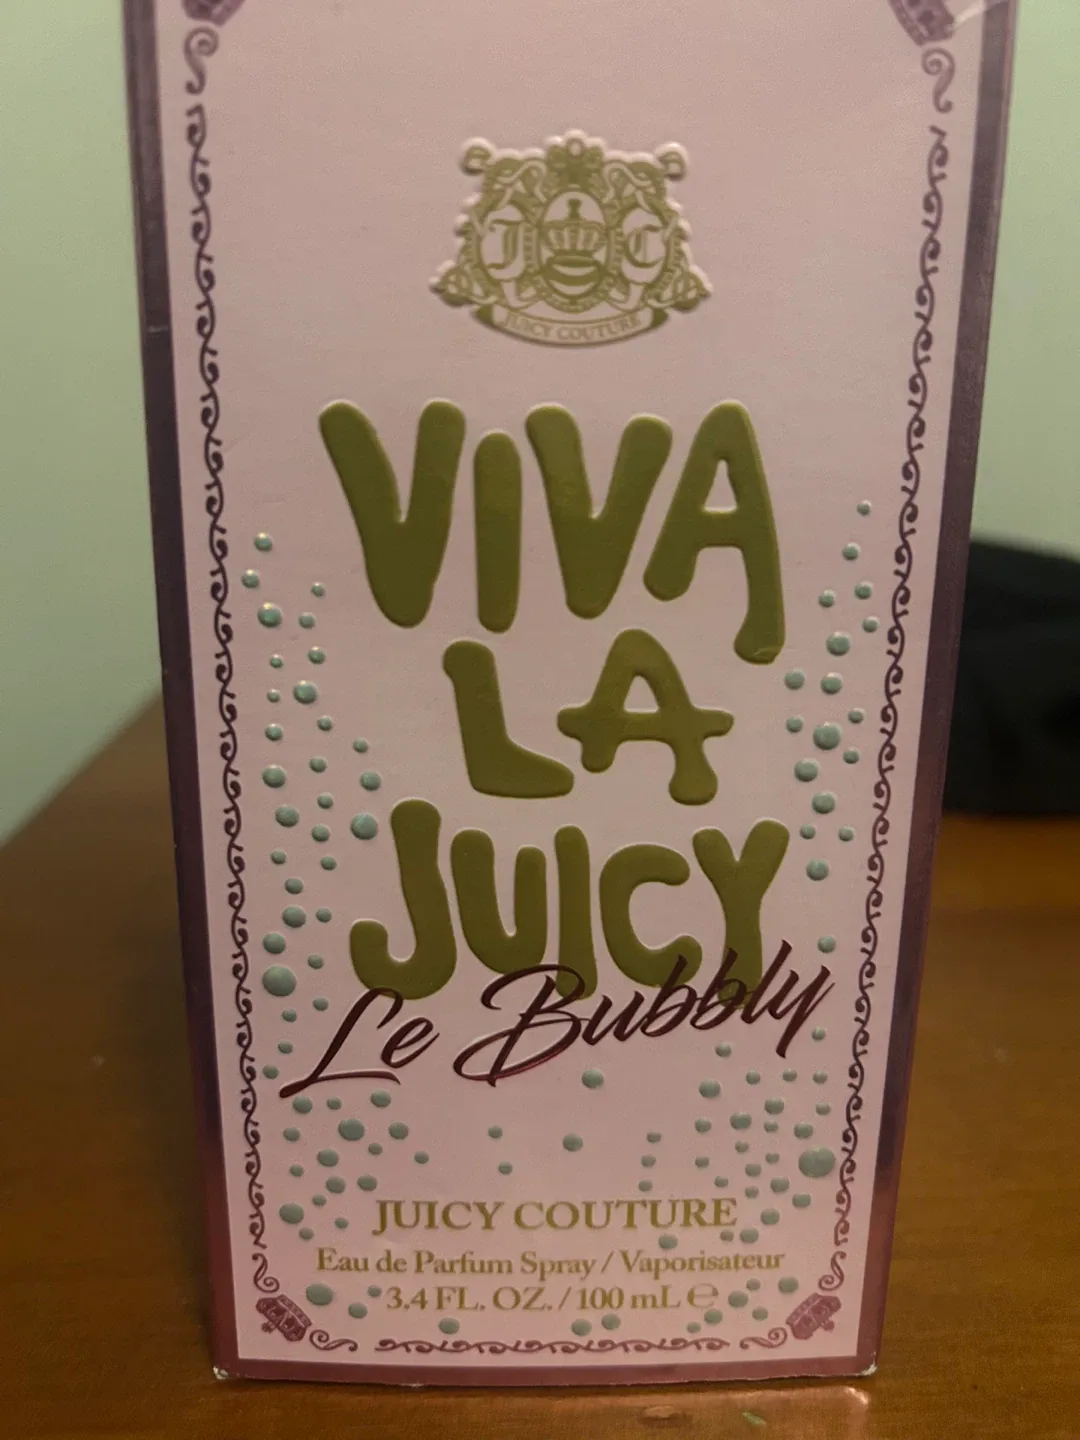 J C
JUICY COUTURE
VIVA
LA
JUICY
Le Bubbly
JUICY COUTURE
Eau de Parfum Spray / Vaporisateur
3.4 FL. OZ. / 100 mL ℮